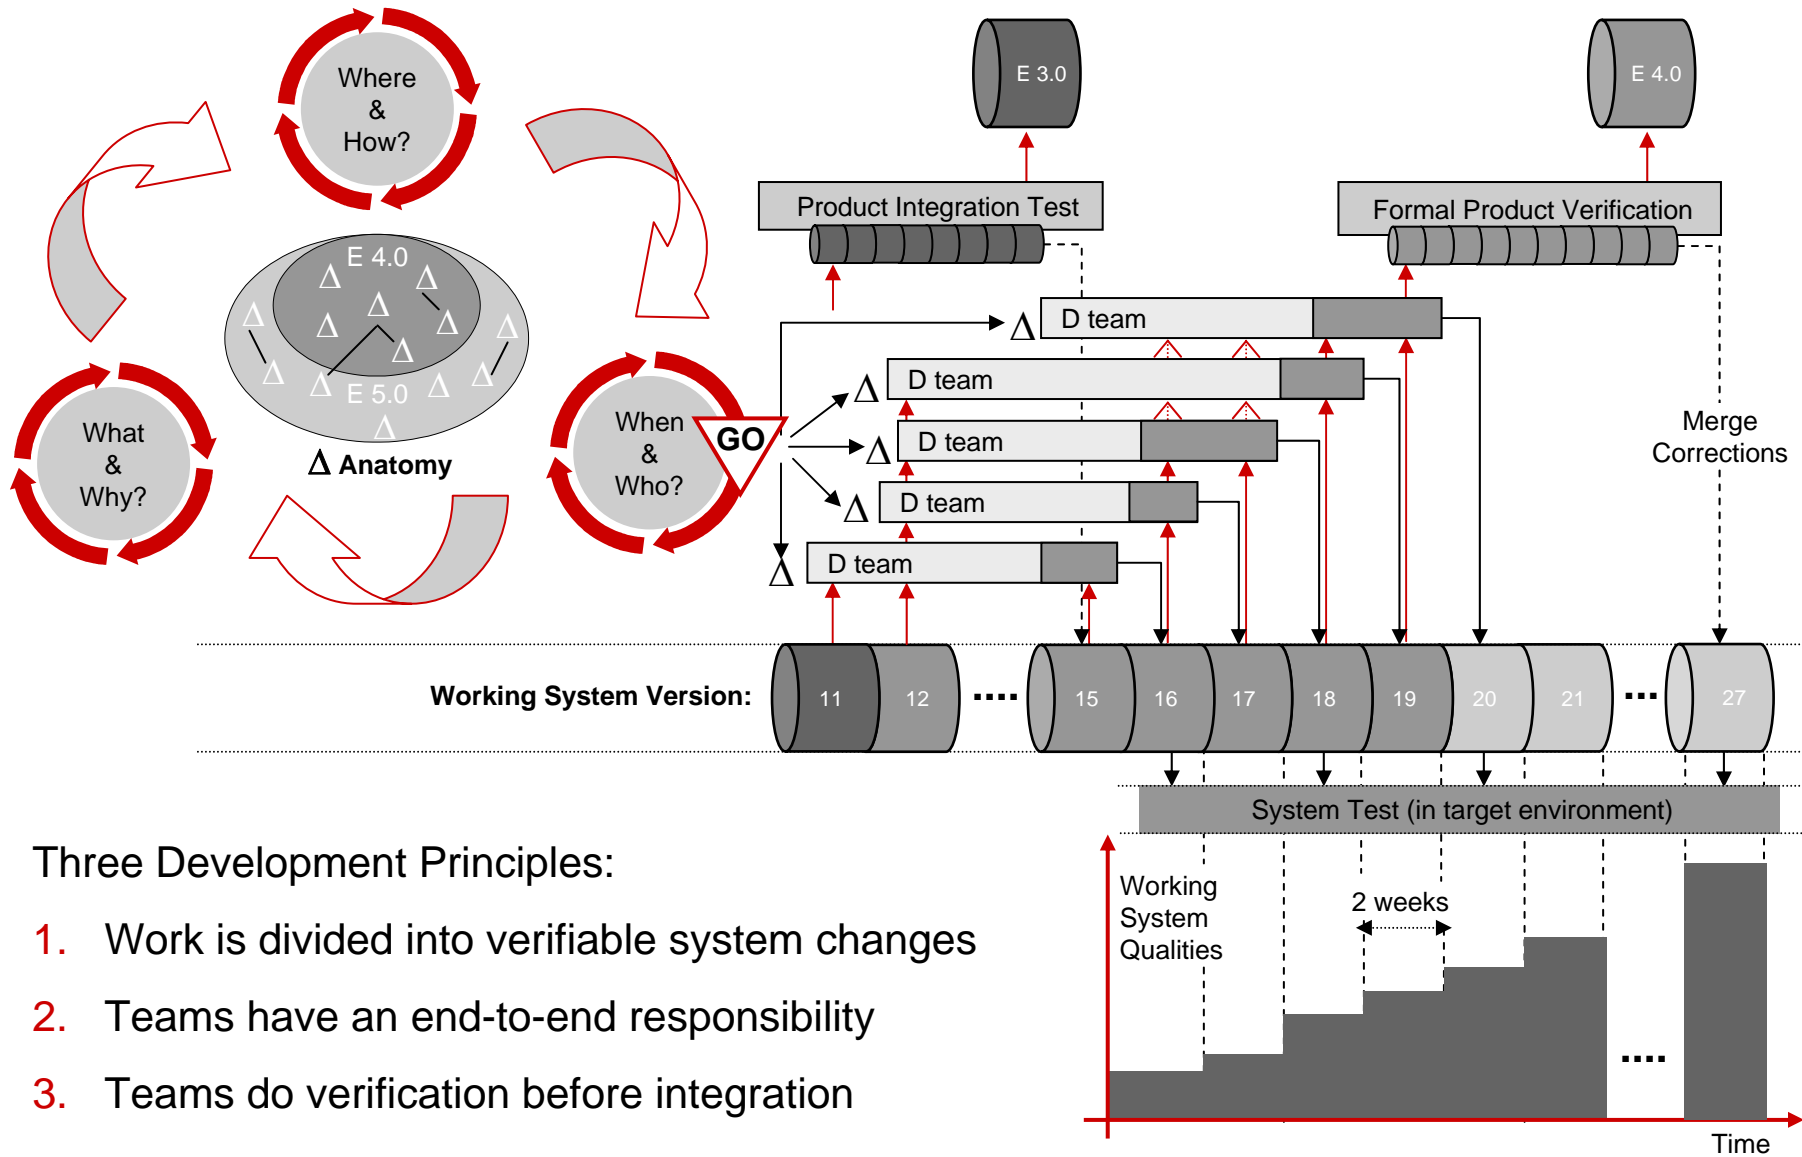 Where
&
How?
E 3.0
E 4.0
Product Integration Test
Formal Product Verification
E 4.0
Δ Δ
Δ
Δ Δ Δ
Δ Δ
Δ
Δ Δ Δ Δ
E 5.0
Δ
Δ Anatomy
What
&
Why?
When
&
Who?
GO
Δ D team
Δ D team
Δ D team
Δ D team
Δ D team
Merge
Corrections
Working System Version:
11 12 .... 15 16 17 18 19 20 21 ... 27
System Test (in target environment)
Working
System
Qualities
2 weeks
....
Time
Three Development Principles:
1. Work is divided into verifiable system changes
2. Teams have an end-to-end responsibility
3. Teams do verification before integration